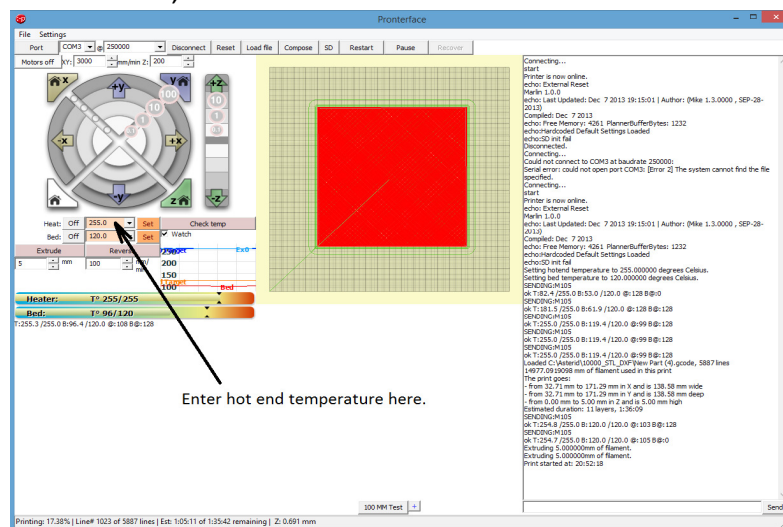 Pronterface
File Settings
Port COM3 @ 250000 Disconnect Reset Load file Compose SD Restart Pause Recover
Motors off XY: 3000 mm/min Z: 200
x y +z
+y 100
10 10
1 1
0.1 0.1
-x +x
-y z -z
Heat: Off 255.0 Set Check temp
Bed: Off 120.0 Set Watch
Extrude Reverse Target Ex0
5 mm 100 mm/ 200
150
Target
100 Bed
Heater: T° 255/255
Bed: T° 96/120
T:255.3 /255.0 B:96.4 /120.0 @:108 B@:128
Enter hot end temperature here.
Connecting...
start
Printer is now online.
echo: External Reset
Marlin 1.0.0
echo: Last Updated: Dec 7 2013 19:15:01 | Author: (Mike 1.3.0000 , SEP-28-
2013)
Compiled: Dec 7 2013
echo: Free Memory: 4261 PlannerBufferBytes: 1232
echo:Hardcoded Default Settings Loaded
echo:SD init fail
Disconnected.
Connecting...
Could not connect to COM3 at baudrate 250000:
Serial error: could not open port COM3: [Error 2] The system cannot find the file
specified.
Connecting...
start
Printer is now online.
echo: External Reset
Marlin 1.0.0
echo: Last Updated: Dec 7 2013 19:15:01 | Author: (Mike 1.3.0000 , SEP-28-
2013)
Compiled: Dec 7 2013
echo: Free Memory: 4261 PlannerBufferBytes: 1232
echo:Hardcoded Default Settings Loaded
echo:SD init fail
Setting hotend temperature to 255.000000 degrees Celsius.
Setting bed temperature to 120.000000 degrees Celsius.
SENDING:M105
ok T:82.4 /255.0 B:53.0 /120.0 @:128 B@:0
SENDING:M105
ok T:181.5 /255.0 B:61.9 /120.0 @:128 B@:128
SENDING:M105
ok T:255.0 /255.0 B:119.4 /120.0 @:99 B@:128
SENDING:M105
ok T:255.0 /255.0 B:119.4 /120.0 @:99 B@:128
SENDING:M105
ok T:255.0 /255.0 B:119.4 /120.0 @:99 B@:128
Loaded C:\Asterid\10000_STL_DXF\New Part (4).gcode, 5887 lines
14977.0919098 mm of filament used in this print
The print goes:
- from 32.71 mm to 171.29 mm in X and is 138.58 mm wide
- from 32.71 mm to 171.29 mm in Y and is 138.58 mm deep
- from 0.00 mm to 5.00 mm in Z and is 5.00 mm high
Estimated duration: 11 layers, 1:36:09
SENDING:M105
ok T:254.8 /255.0 B:120.0 /120.0 @:103 B@:128
SENDING:M105
ok T:254.7 /255.0 B:120.0 /120.0 @:105 B@:0
Extruding 5.000000mm of filament.
Extruding 5.000000mm of filament.
Print started at: 20:52:18
100 MM Test +
Send
Printing: 17.38% | Line# 1023 of 5887 lines | Est: 1:05:11 of 1:35:42 remaining | Z: 0.691 mm